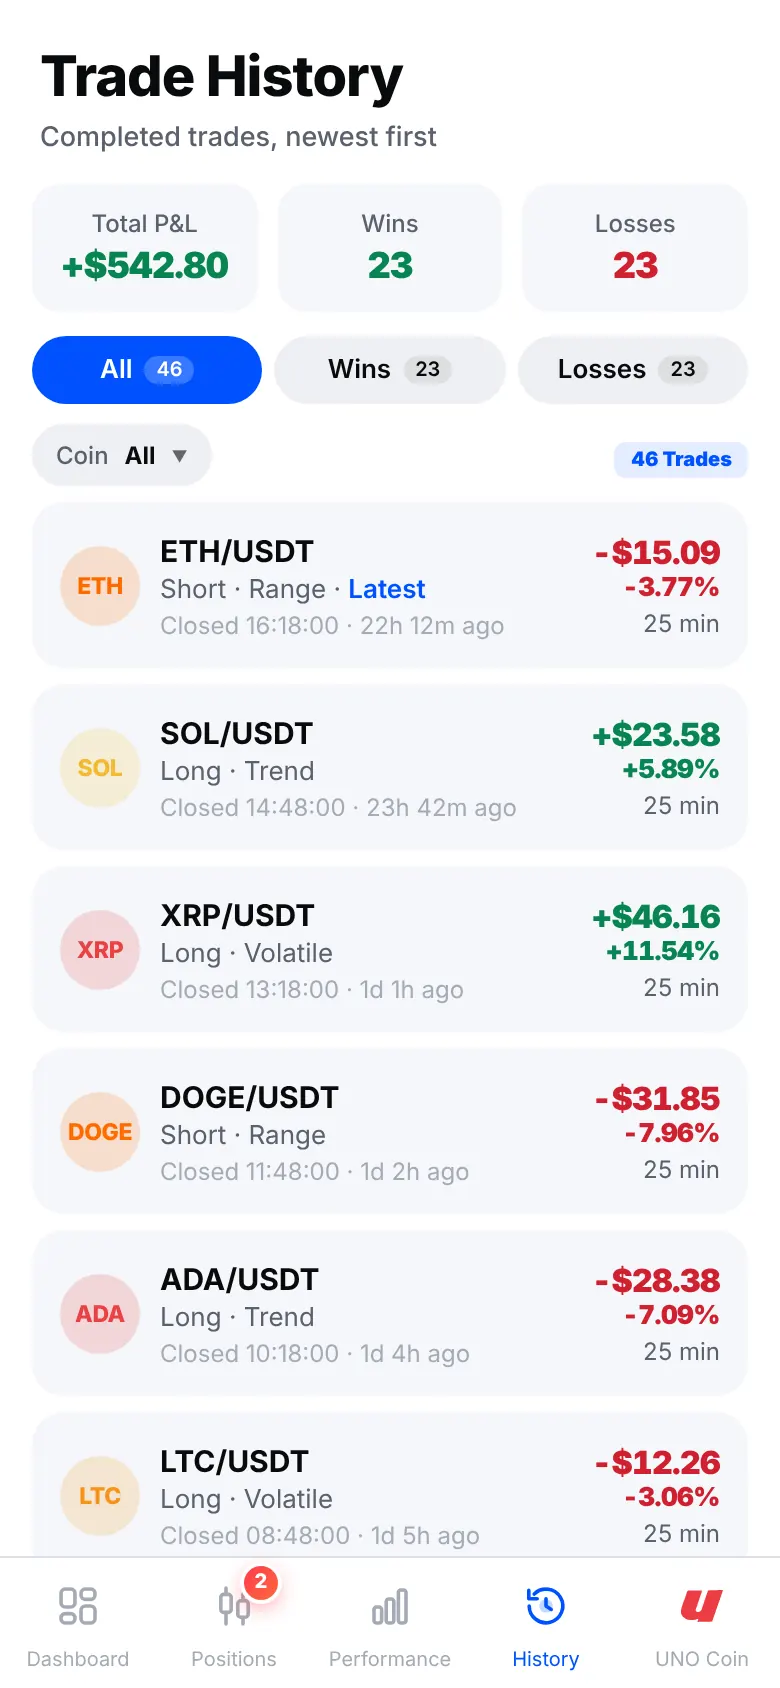 Trade History
Completed trades, newest first
Total P&L
+$542.80
Wins
23
Losses
23
All 46
Wins 23
Losses 23
Coin All ▼
46 Trades
ETH
ETH/USDT
Short · Range · Latest
Closed 16:18:00 · 22h 12m ago
-$15.09
-3.77%
25 min
SOL
SOL/USDT
Long · Trend
Closed 14:48:00 · 23h 42m ago
+$23.58
+5.89%
25 min
XRP
XRP/USDT
Long · Volatile
Closed 13:18:00 · 1d 1h ago
+$46.16
+11.54%
25 min
DOGE
DOGE/USDT
Short · Range
Closed 11:48:00 · 1d 2h ago
-$31.85
-7.96%
25 min
ADA
ADA/USDT
Long · Trend
Closed 10:18:00 · 1d 4h ago
-$28.38
-7.09%
25 min
LTC
LTC/USDT
Long · Volatile
Closed 08:48:00 · 1d 5h ago
-$12.26
-3.06%
25 min
Dashboard
2
Positions
Performance
History
u
UNO Coin